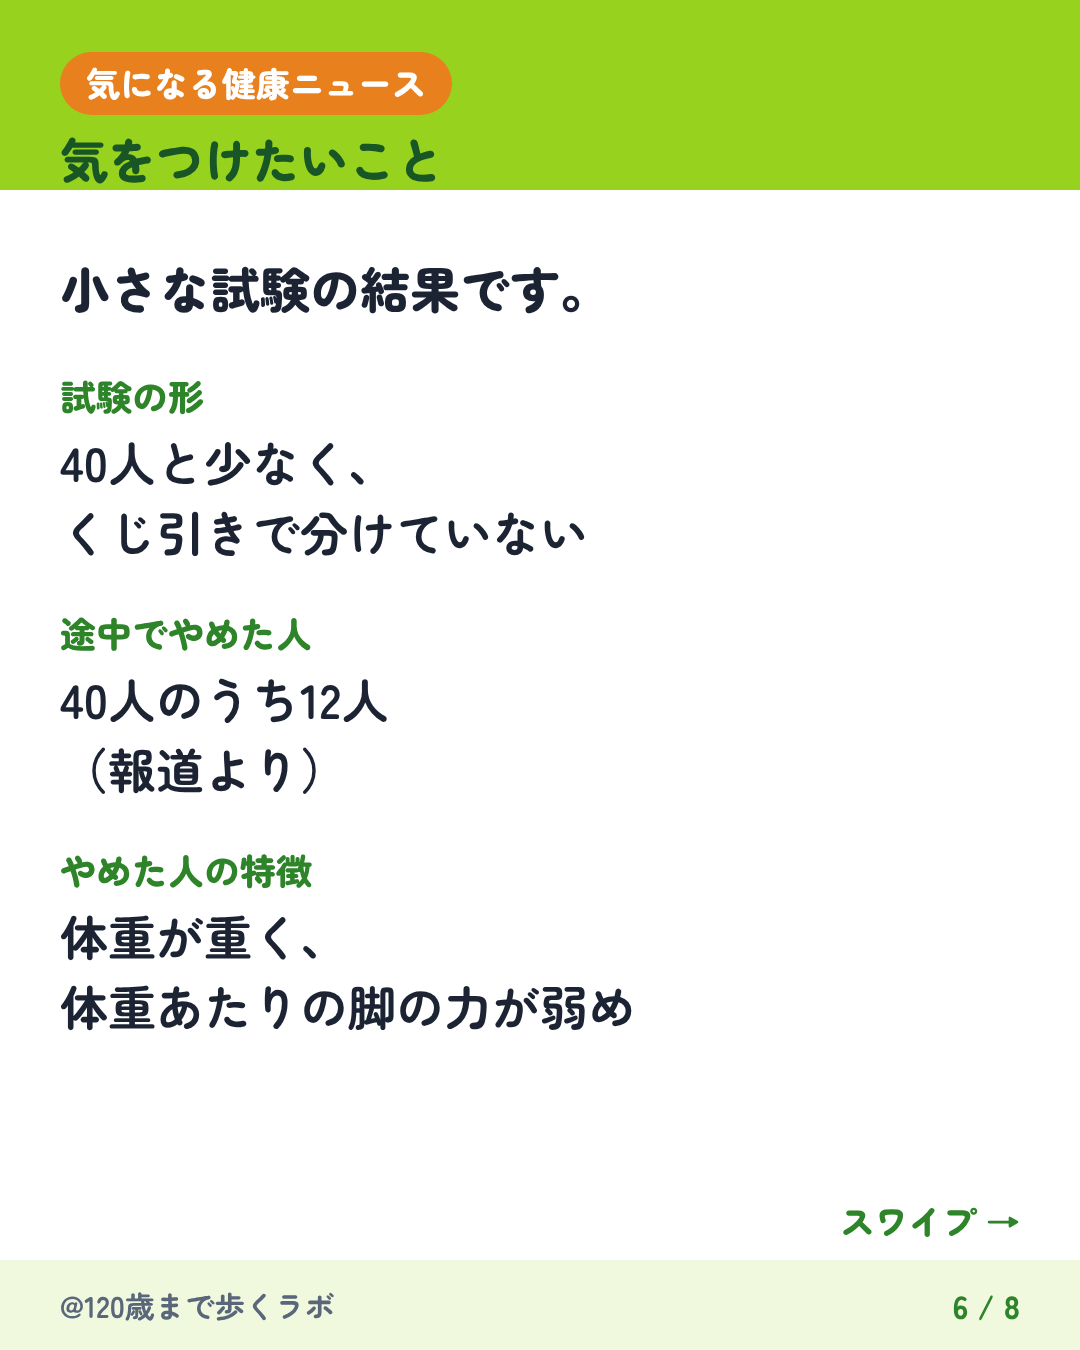 気になる健康ニュース
気をつけたいこと
小さな試験の結果です。
試験の形
40人と少なく、
くじ引きで分けていない
途中でやめた人
40人のうち12人
（報道より）
やめた人の特徴
体重が重く、
体重あたりの脚の力が弱め
スワイプ →
@120歳まで歩くラボ
6 / 8